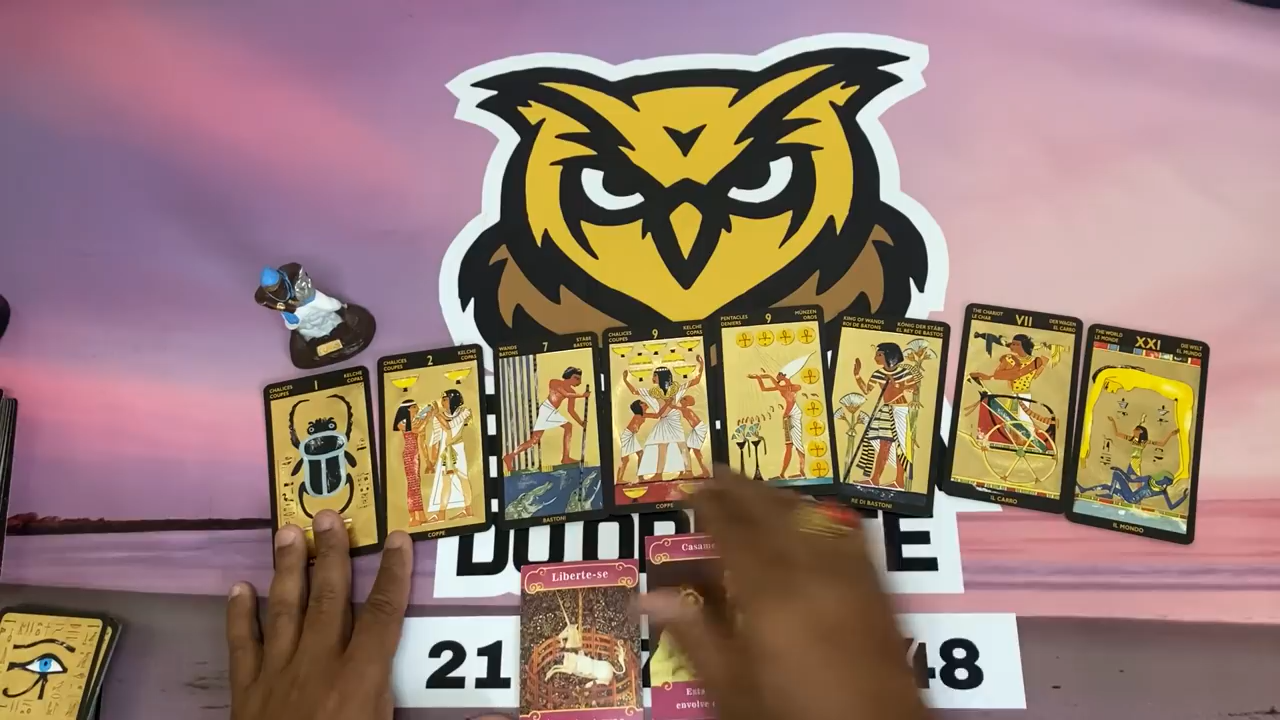 CHALICES
COUPES
1
KELCHE
COPAS
CHALICES
COUPES
2
KELCHE
COPAS
COPPE
WANDS
BATONS
7
STÄBE
BASTOS
BASTONI
CHALICES
COUPES
9
KELCHE
COPAS
COPPE
PENTACLES
DENIERS
9
MÜNZEN
OROS
KING OF WANDS
ROI DE BATONS
KÖNIG DER STÄBE
EL REY DE BASTOS
RE DI BASTONI
THE CHARIOT
LE CHAR
VII
DER WAGEN
EL CARRO
IL CARRO
THE WORLD
LE MONDE
XXI
DIE WELT
EL MUNDO
IL MONDO
E
Liberte-se
21
48
Esta
envolve